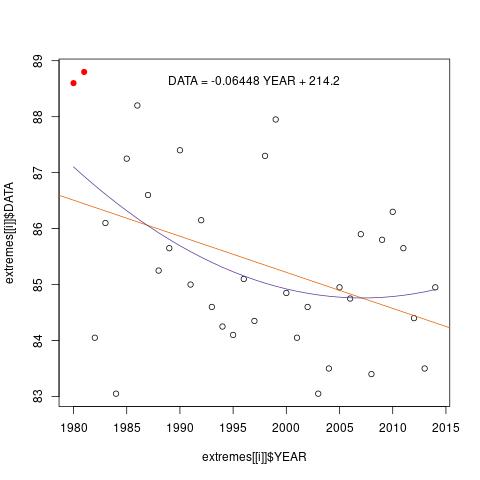 DATA = -0.06448 YEAR + 214.2
extremes[[i]]$DATA
89
88
87
86
85
84
83
1980 1985 1990 1995 2000 2005 2010 2015
extremes[[i]]$YEAR